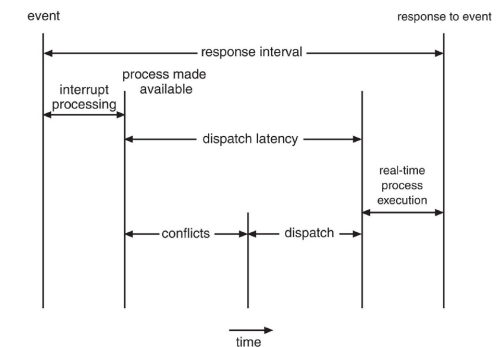 event
response to event
response interval
process made
available
interrupt
processing
dispatch latency
real-time
process
execution
conflicts
dispatch
time